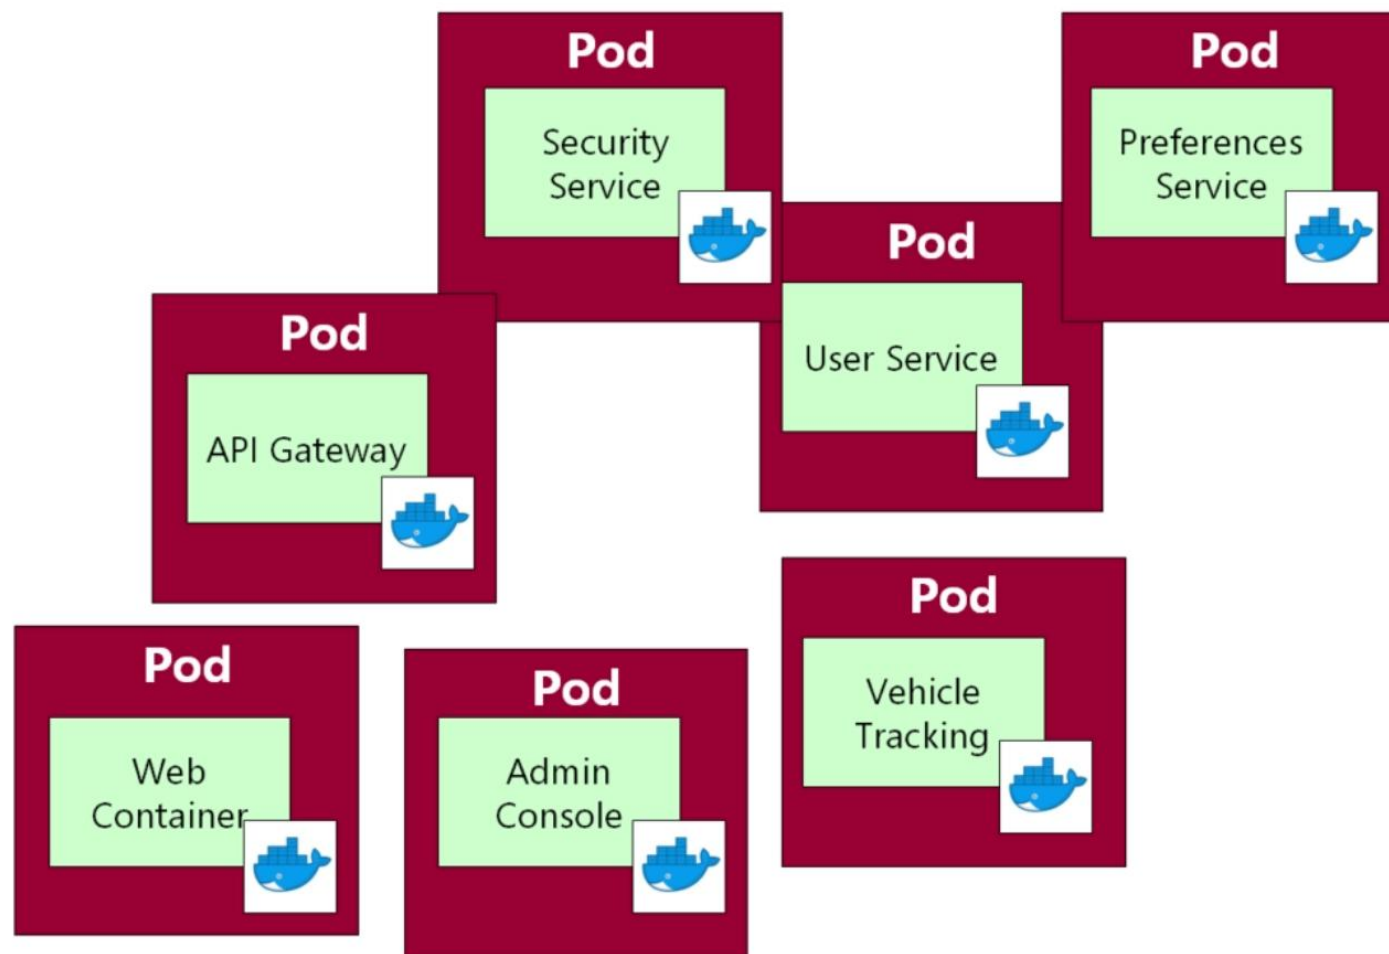 Pod
Security
Service
Pod
Preferences
Service
Pod
User Service
Pod
API Gateway
Pod
Vehicle
Tracking
Pod
Web
Container
Pod
Admin
Console